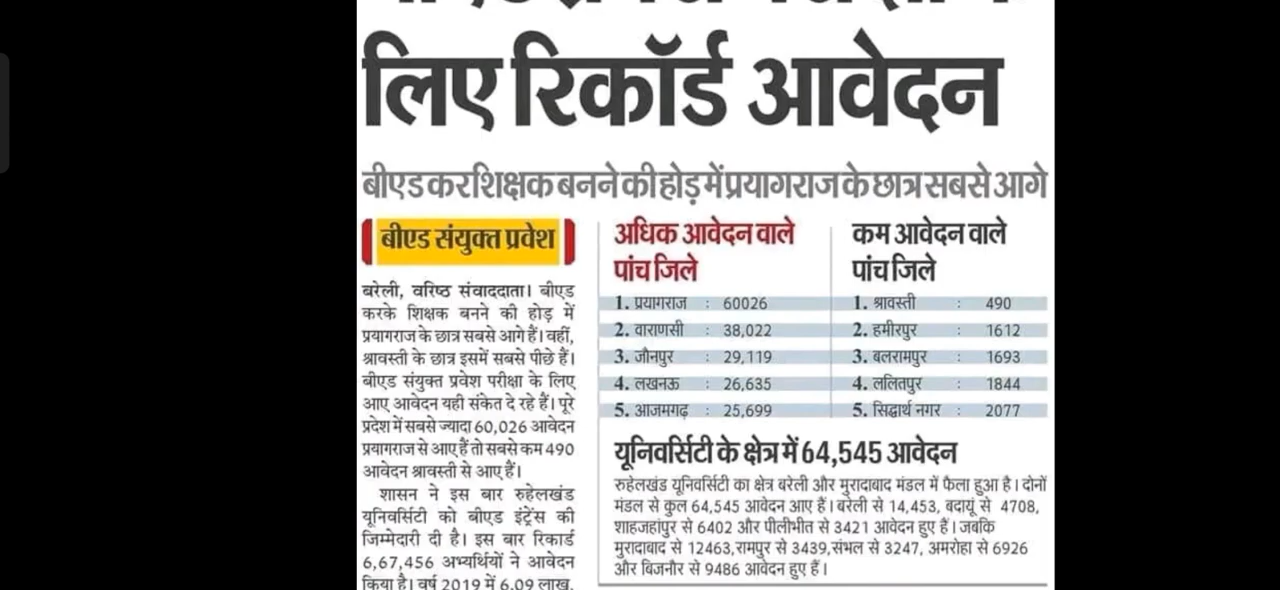 लिए रिकॉर्ड आवेदन
बीएड कर शिक्षक बनने की होड़ में प्रयागराज के छात्र सबसे आगे
बीएड संयुक्त प्रवेश
बरेली, वरिष्ठ संवाददाता। बीएड
करके शिक्षक बनने की होड़ में
प्रयागराज के छात्र सबसे आगे हैं। वहीं,
श्रावस्ती के छात्र इसमें सबसे पीछे हैं।
बीएड संयुक्त प्रवेश परीक्षा के लिए
आए आवेदन यही संकेत दे रहे हैं। पूरे
प्रदेश में सबसे ज्यादा 60,026 आवेदन
प्रयागराज से आए हैं तो सबसे कम 490
आवेदन श्रावस्ती से आए हैं।
शासन ने इस बार रुहेलखंड
यूनिवर्सिटी को बीएड इंट्रेंस की
जिम्मेदारी दी है। इस बार रिकार्ड
6,67,456 अभ्यर्थियों ने आवेदन
किया है। वर्ष 2019 में 6.09 लाख,
अधिक आवेदन वाले
पांच जिले
1. प्रयागराज : 60026
2. वाराणसी : 38,022
3. जौनपुर : 29,119
4. लखनऊ : 26,635
5. आजमगढ़ : 25,699
कम आवेदन वाले
पांच जिले
1. श्रावस्ती : 490
2. हमीरपुर : 1612
3. बलरामपुर : 1693
4. ललितपुर : 1844
5. सिद्धार्थ नगर : 2077
यूनिवर्सिटी के क्षेत्र में 64,545 आवेदन
रुहेलखंड यूनिवर्सिटी का क्षेत्र बरेली और मुरादाबाद मंडल में फैला हुआ है। दोनों
मंडल से कुल 64,545 आवेदन आए हैं। बरेली से 14,453, बदायूं से 4708,
शाहजहांपुर से 6402 और पीलीभीत से 3421 आवेदन हुए हैं। जबकि
मुरादाबाद से 12463,रामपुर से 3439,संभल से 3247, अमरोहा से 6926
और बिजनौर से 9486 आवेदन हुए हैं।